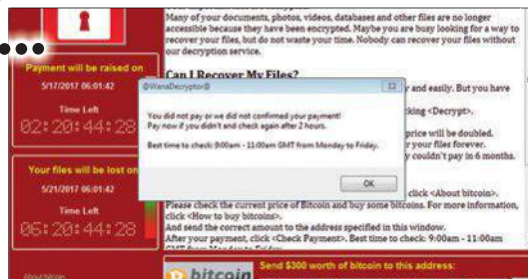 Many of your documents, photos, videos, databases and other files are no longer
accessible because they have been encrypted. Maybe you are busy looking for a way to
recover your files, but do not waste your time. Nobody can recover your files without
our decryption service.
Payment will be raised on
5/17/2017 06:01:42
Time Left
02:20:44:28
Can I Recover My Files?
and easily. But you have
king <Decrypt>.
price will be doubled.
r your files forever.
y couldn't pay in 6 months.
@WanaDecryptor@
You did not pay or we did not confirmed your payment!
Pay now if you didn't and check again after 2 hours.
Best time to check: 9:00am - 11:00am GMT from Monday to Friday.
OK
Your files will be lost on
5/21/2017 06:01:42
Time Left
06:20:44:28
click <About bitcoin>.
Please check the current price of Bitcoin and buy some bitcoins. For more information,
click <How to buy bitcoins>.
And send the correct amount to the address specified in this window.
After your payment, click <Check Payment>. Best time to check: 9:00am - 11:00am
GMT from Monday to Friday.
About bitcoin
bitcoin
Send $300 worth of bitcoin to this address: